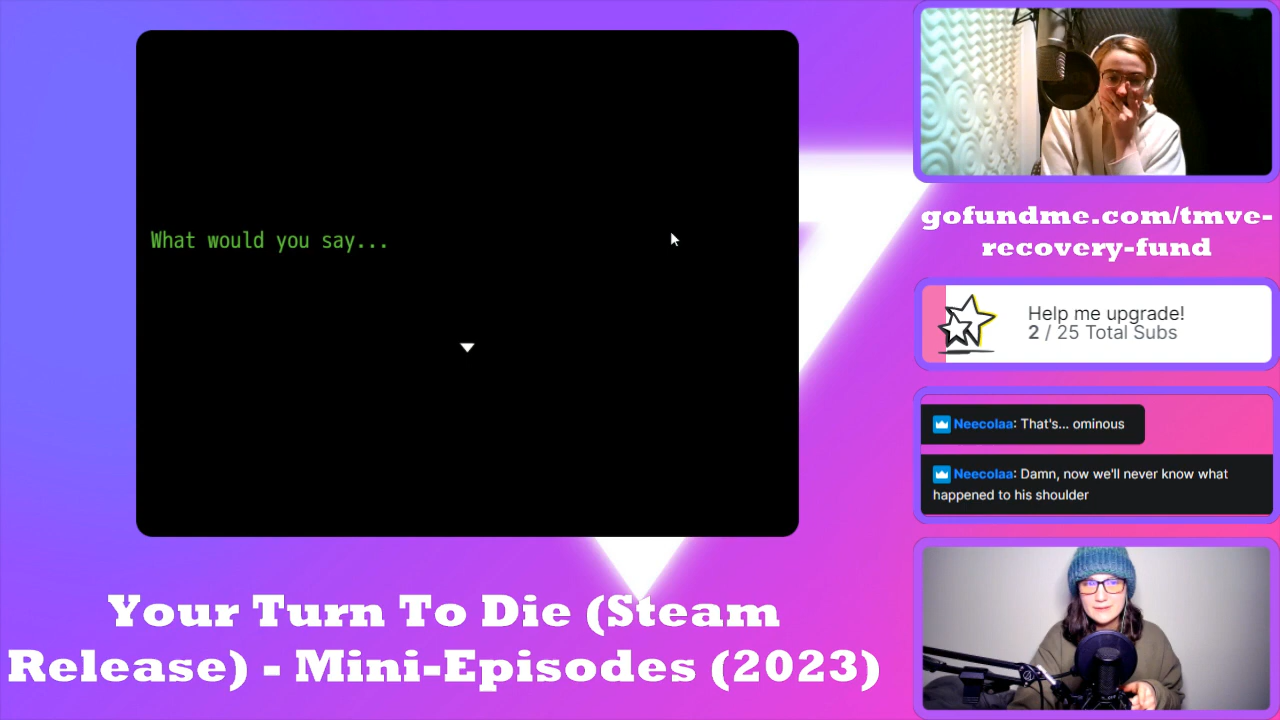 What would you say...
gofundme.com/tmve-
recovery-fund
Help me upgrade!
2 / 25 Total Subs
Neecolaa: That's... ominous
Neecolaa: Damn, now we'll never know what
happened to his shoulder
Your Turn To Die (Steam
Release) - Mini-Episodes (2023)